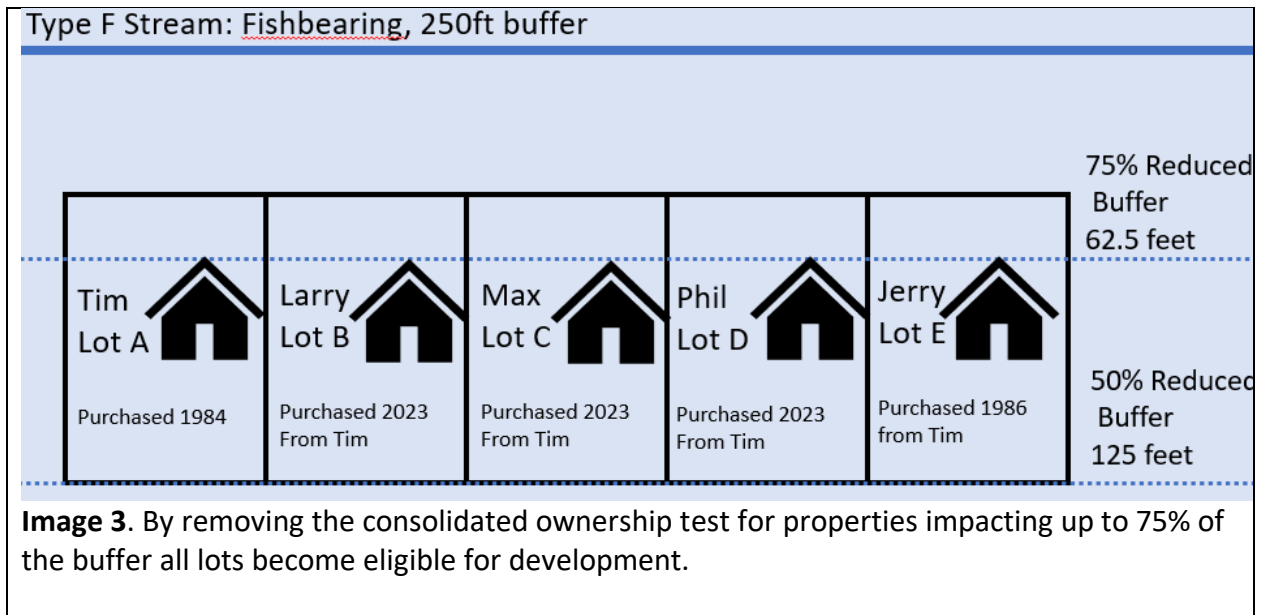 Type F Stream: Fishbearing, 250ft buffer
75% Reduced
Buffer
62.5 feet
Tim
Lot A
Purchased 1984
Larry
Lot B
Purchased 2023
From Tim
Max
Lot C
Purchased 2023
From Tim
Phil
Lot D
Purchased 2023
From Tim
Jerry
Lot E
Purchased 1986
from Tim
50% Reduced
Buffer
125 feet
Image 3. By removing the consolidated ownership test for properties impacting up to 75% of
the buffer all lots become eligible for development.